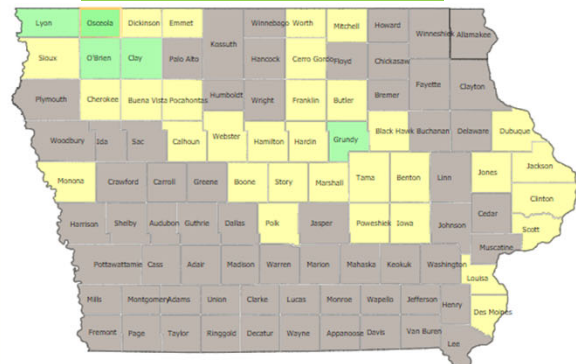 Lyon Osceola Dickinson Emmet Winnebago Worth Mitchell Howard Winneshiek Allamakee
Kossuth
Sioux O'Brien Clay Palo Alto Hancock Cerro Gordo Floyd Chickasaw
Fayette Clayton
Plymouth Cherokee Buena Vista Pocahontas Humboldt Wright Franklin Butler Bremer
Woodbury Ida Sac Calhoun Webster Hamilton Hardin Grundy Black Hawk Buchanan Delaware Dubuque
Monona Crawford Carroll Greene Boone Story Marshall Tama Benton Linn Jones Jackson
Clinton
Harrison Shelby Audubon Guthrie Dallas Polk Jasper Poweshiek Iowa Johnson Cedar Scott
Muscatine
Pottawattamie Cass Adair Madison Warren Marion Mahaska Keokuk Washington Louisa
Mills Montgomery Adams Union Clarke Lucas Monroe Wapello Jefferson Henry Des Moines
Fremont Page Taylor Ringgold Decatur Wayne Appanoose Davis Van Buren Lee